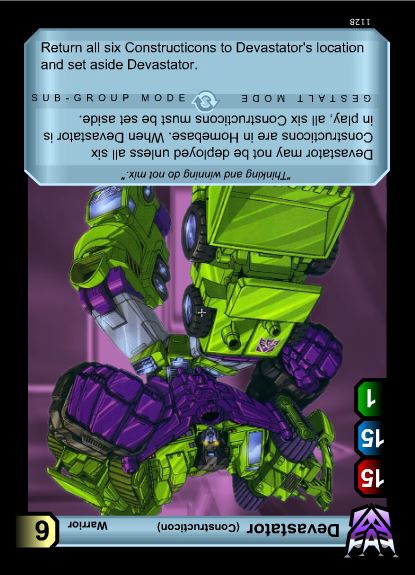 Return all six Constructicons to Devastator's location
and set aside Devastator.
SUB-GROUP MODE
Devastator (Constructicon) Warrior 9
15
15
1
"Thinking and winning do not mix."
Devastator may not be deployed unless all six
Constructicons are in Homebase. When Devastator is
in play, all six Constructicons must be set aside.
GESTALT MODE
1128